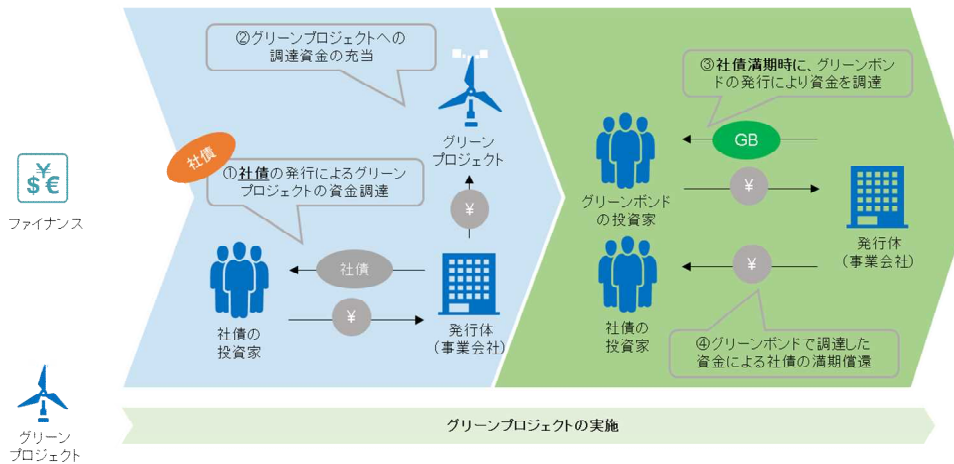 ②グリーンプロジェクトへの
調達資金の充当
グリーン
プロジェクト
社債
①社債の発行によるグリーン
プロジェクトの資金調達
¥
社債
¥
社債の
投資家
発行体
(事業会社)
③社債満期時に、グリーンボン
ドの発行により資金を調達
GB
¥
グリーンボンド
の投資家
発行体
(事業会社)
¥
社債の
投資家
④グリーンボンドで調達した
資金による社債の満期償還
¥
$€
ファイナンス
グリーン
プロジェクト
グリーンプロジェクトの実施